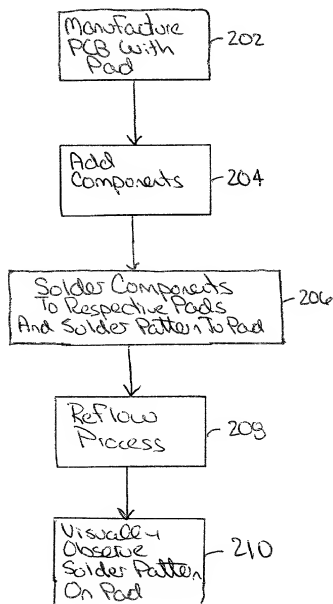 Manufacture
PCB With
Pad
202
Add
Components
204
Solder Components
To Respective Pads
And Solder Pattern To Pad
206
Reflow
Process
208
Visually
Observe
Solder Pattern
On Pad
210